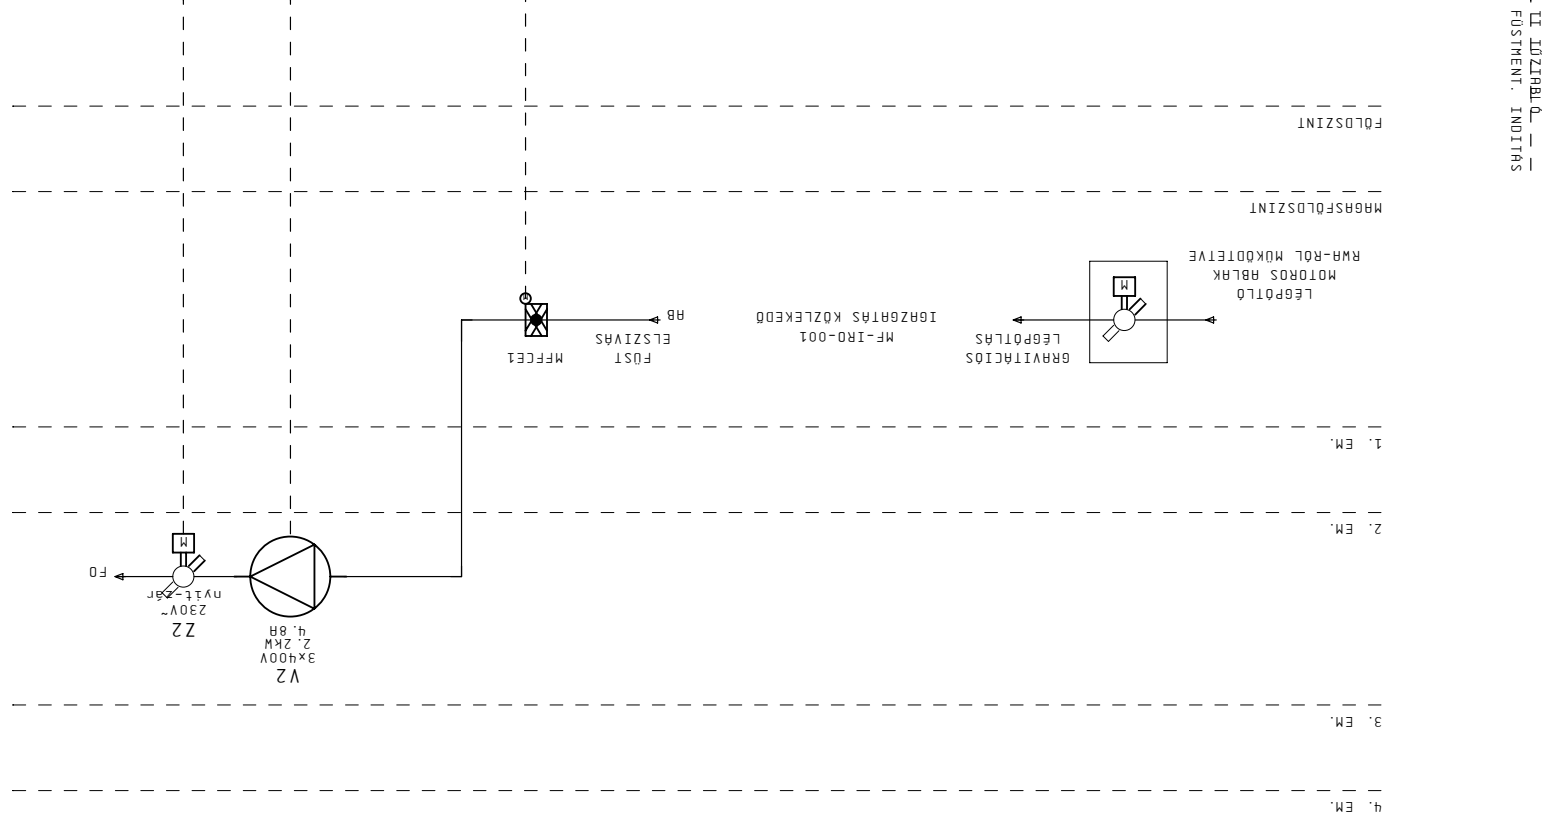 4. EM.
3. EM.
V2
3x400V
2.2kW
4.8A
Z2
230V~
nyit-zár
FO
M
2. EM.
1. EM.
GRAVITÁCIÓS
LÉGPÓTLÁS
MF-IRO-001
IGAZGATÁS KÖZLEKEDŐ
FÜST
ELSZIVÁS
AB
MFFCE1
M
LÉGPÓTLÓ
MOTOROS ABLAK
RWA-RÓL MŰKÖDTETVE
M
MAGASFÖLDSZINT
FÖLDSZINT
TŰZTABLÓ
FÜSTMENT. INDITÁS